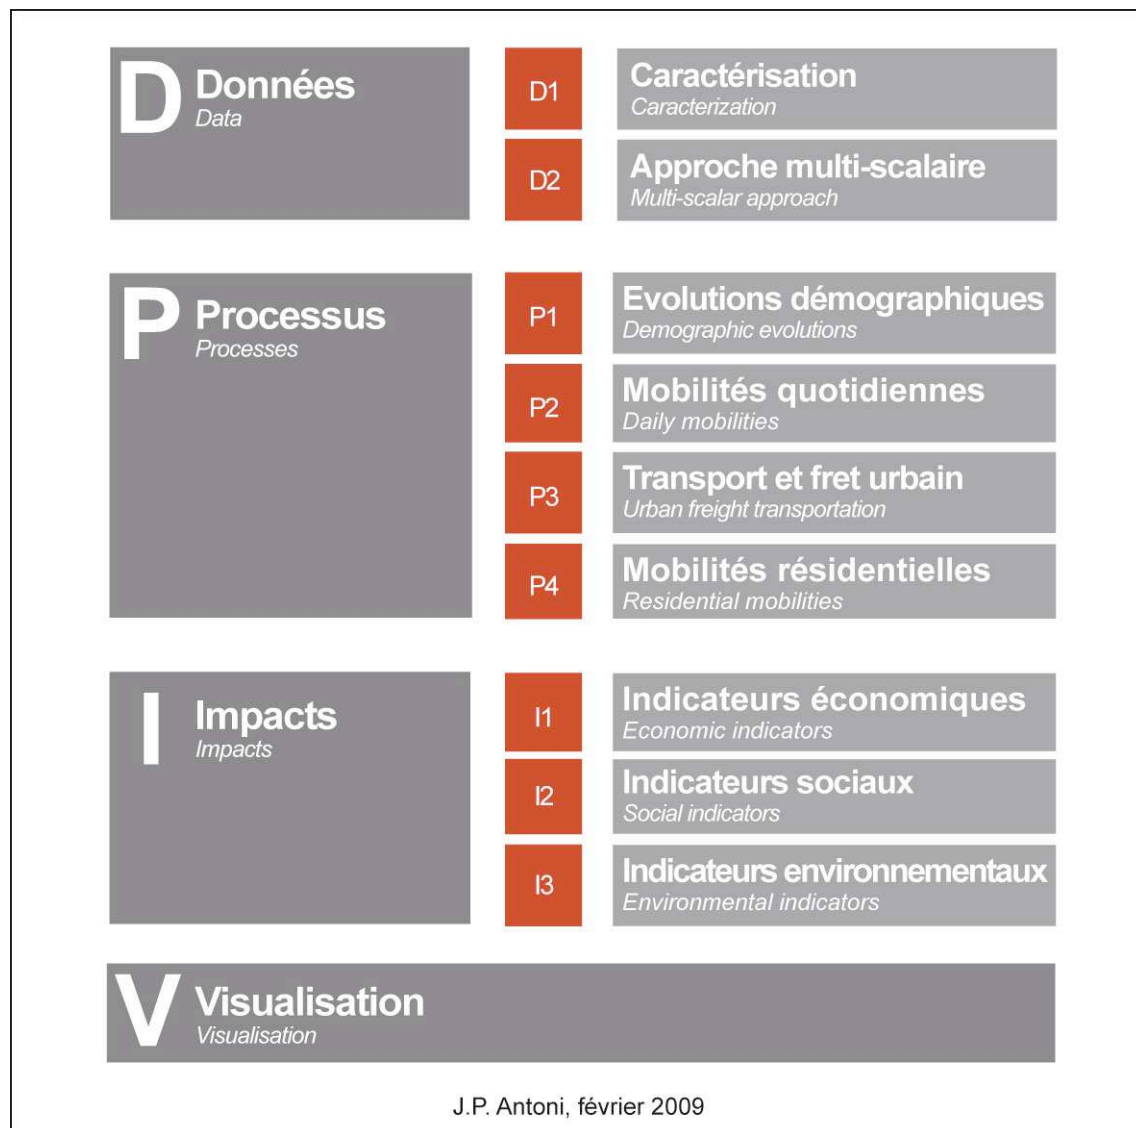 D Données
Data
D1
Caractérisation
Caracterization
D2
Approche multi-scalaire
Multi-scalar approach
P Processus
Processes
P1
Evolutions démographiques
Demographic evolutions
P2
Mobilités quotidiennes
Daily mobilities
P3
Transport et fret urbain
Urban freight transportation
P4
Mobilités résidentielles
Residential mobilities
I Impacts
Impacts
I1
Indicateurs économiques
Economic indicators
I2
Indicateurs sociaux
Social indicators
I3
Indicateurs environnementaux
Environmental indicators
V Visualisation
Visualisation
J.P. Antoni, février 2009